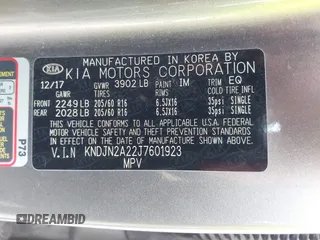 MANUFACTURED IN KOREA BY
KIA KIA MOTORS CORPORATION
12/17 GVWR 3902 LB PAINT IM TRIM EQ
GAWR TIRES RIMS COLD TIRE INFL. PRESS.
FRONT 2249 LB 205/60 R16 6.5JX16 35psi SINGLE
REAR 2028 LB 205/60 R16 6.5JX16 35psi SINGLE
THIS VEHICLE CONFORMS TO ALL APPLICABLE
FEDERAL MOTOR VEHICLE SAFETY, BUMPER,
AND THEFT PREVENTION STANDARDS IN
EFFECT ON THE DATE OF MANUFACTURE
SHOWN ABOVE.
V.I.N KNDJN2A22J7601923
MPV
P73
DREAMBID